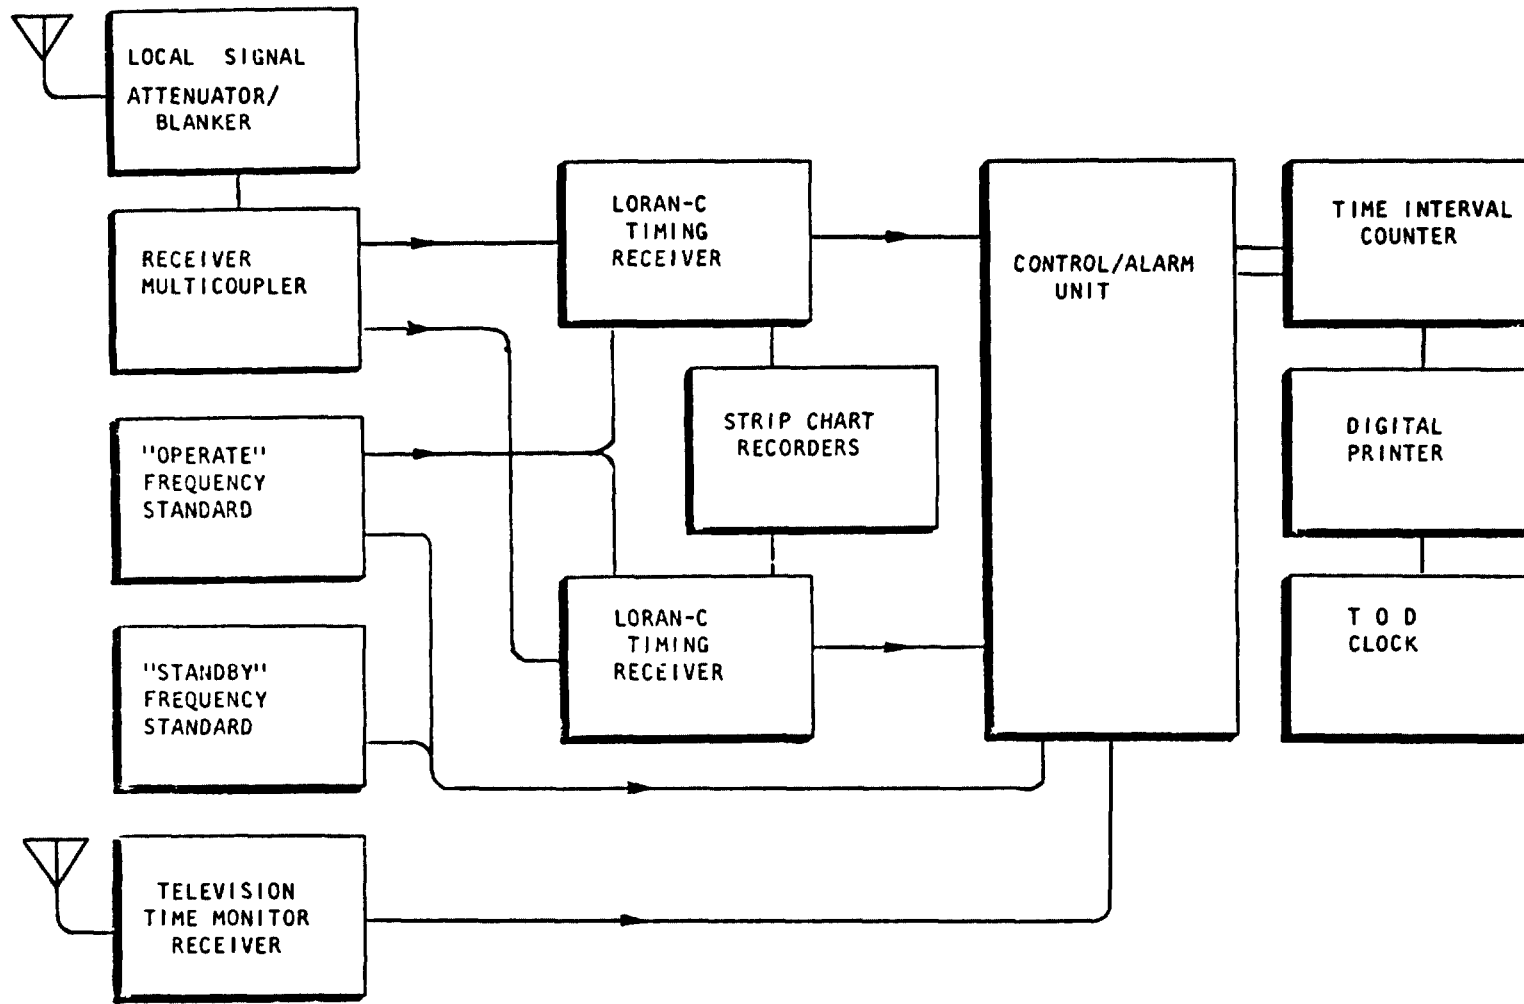 LOCAL SIGNAL
ATTENUATOR/
BLANKER
RECEIVER
MULTICOUPLER
"OPERATE"
FREQUENCY
STANDARD
"STANDBY"
FREQUENCY
STANDARD
TELEVISION
TIME MONITOR
RECEIVER
LORAN-C
TIMING
RECEIVER
STRIP CHART
RECORDERS
LORAN-C
TIMING
RECEIVER
CONTROL/ALARM
UNIT
TIME INTERVAL
COUNTER
DIGITAL
PRINTER
T O D
CLOCK